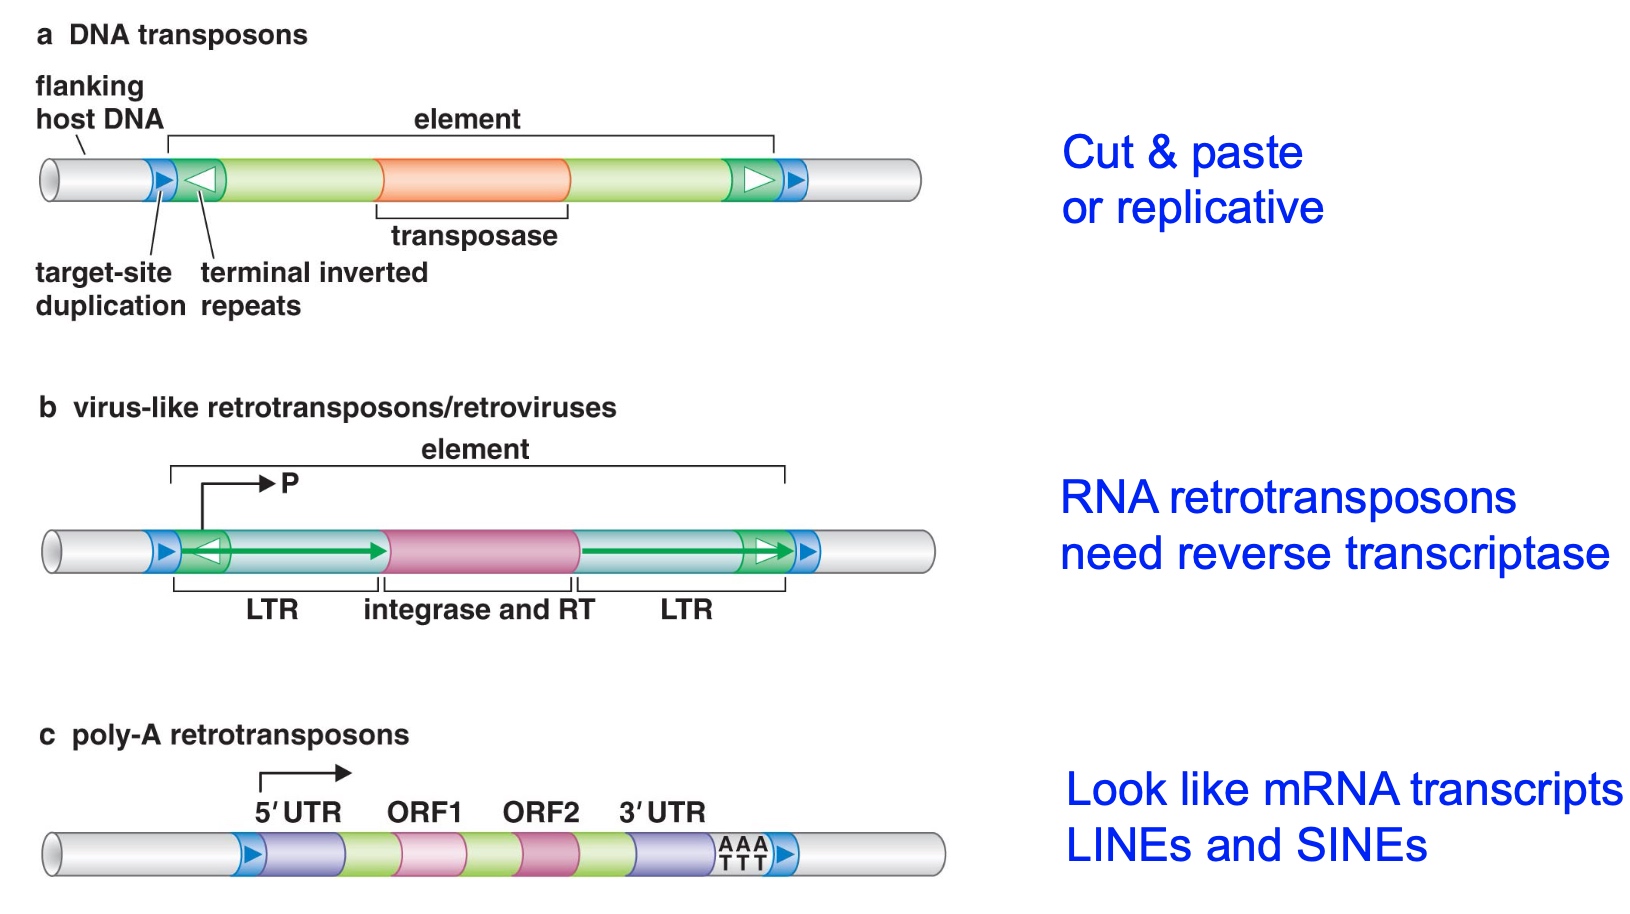 a DNA transposons
flanking
host DNA
element
Cut & paste
or replicative
transposase
target-site
duplication
terminal inverted
repeats
b virus-like retrotransposons/retroviruses
element
P
RNA retrotransposons
need reverse transcriptase
LTR
integrase and RT
LTR
c poly-A retrotransposons
5′ UTR
ORF1
ORF2
3′ UTR
AAA
TTT
Look like mRNA transcripts
LINEs and SINEs